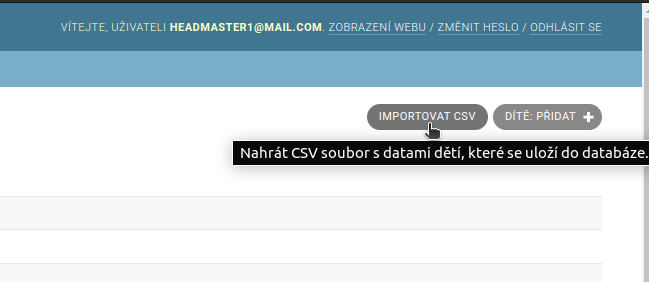 VÍTEJTE, UŽIVATELI HEADMASTER1@MAIL.COM. ZOBRAZENÍ WEBU / ZMĚNIT HESLO / ODHLÁSIT SE
IMPORTOVAT CSV DÍTĚ: PŘIDAT +
Nahrát CSV soubor s datami dětí, které se uloží do databáze.